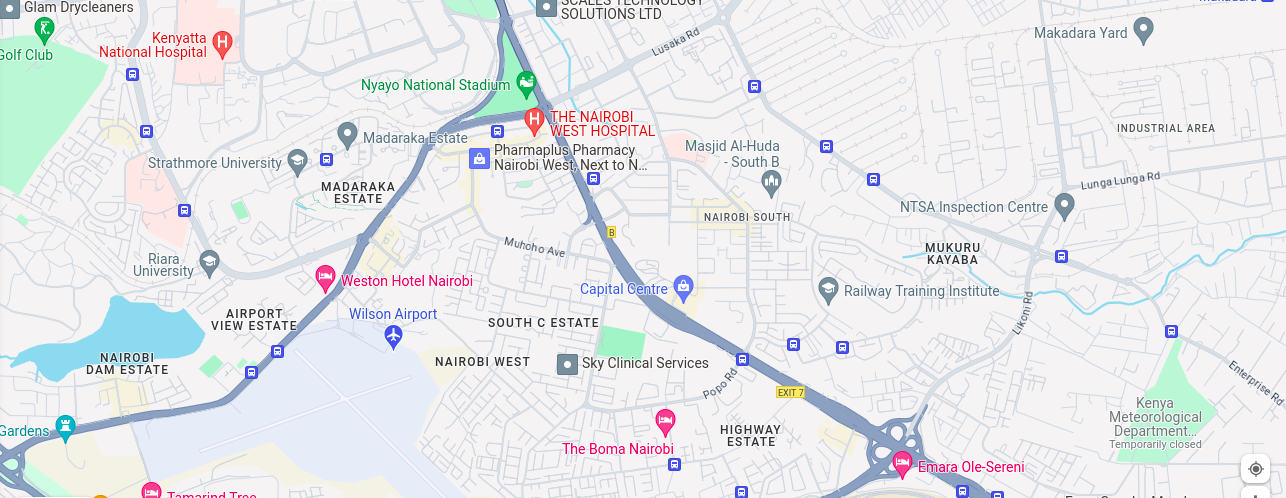 Glam Drycleaners
SCALES TECHNOLOGY
SOLUTIONS LTD
Kenyatta
National Hospital
Golf Club
Lusaka Rd
Makadara Yard
Nyayo National Stadium
THE NAIROBI
WEST HOSPITAL
Madaraka Estate
Pharmaplus Pharmacy
Nairobi West, Next to N...
INDUSTRIAL AREA
Masjid Al-Huda
- South B
Strathmore University
MADARAKA
ESTATE
Lunga Lunga Rd
NTSA Inspection Centre
NAIROBI SOUTH
B
Muhoho Ave
MUKURU
KAYABA
Riara
University
Weston Hotel Nairobi
Capital Centre
Railway Training Institute
Likoni Rd
AIRPORT
VIEW ESTATE
Wilson Airport
SOUTH C ESTATE
NAIROBI
DAM ESTATE
NAIROBI WEST
Sky Clinical Services
Popo Rd
EXIT 7
Enterprise Rd
Kenya
Meteorological
Department...
Temporarily closed
Gardens
The Boma Nairobi
HIGHWAY
ESTATE
Emara Ole-Sereni
Tamarind Tree